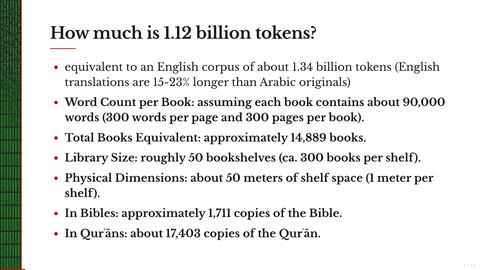 How much is 1.12 billion tokens?
• equivalent to an English corpus of about 1.34 billion tokens (English
translations are 15-23% longer than Arabic originals)
• Word Count per Book: assuming each book contains about 90,000
words (300 words per page and 300 pages per book).
• Total Books Equivalent: approximately 14,889 books.
• Library Size: roughly 50 bookshelves (ca. 300 books per shelf).
• Physical Dimensions: about 50 meters of shelf space (1 meter per
shelf).
• In Bibles: approximately 1,711 copies of the Bible.
• In Qurʾāns: about 17,403 copies of the Qurʾān.